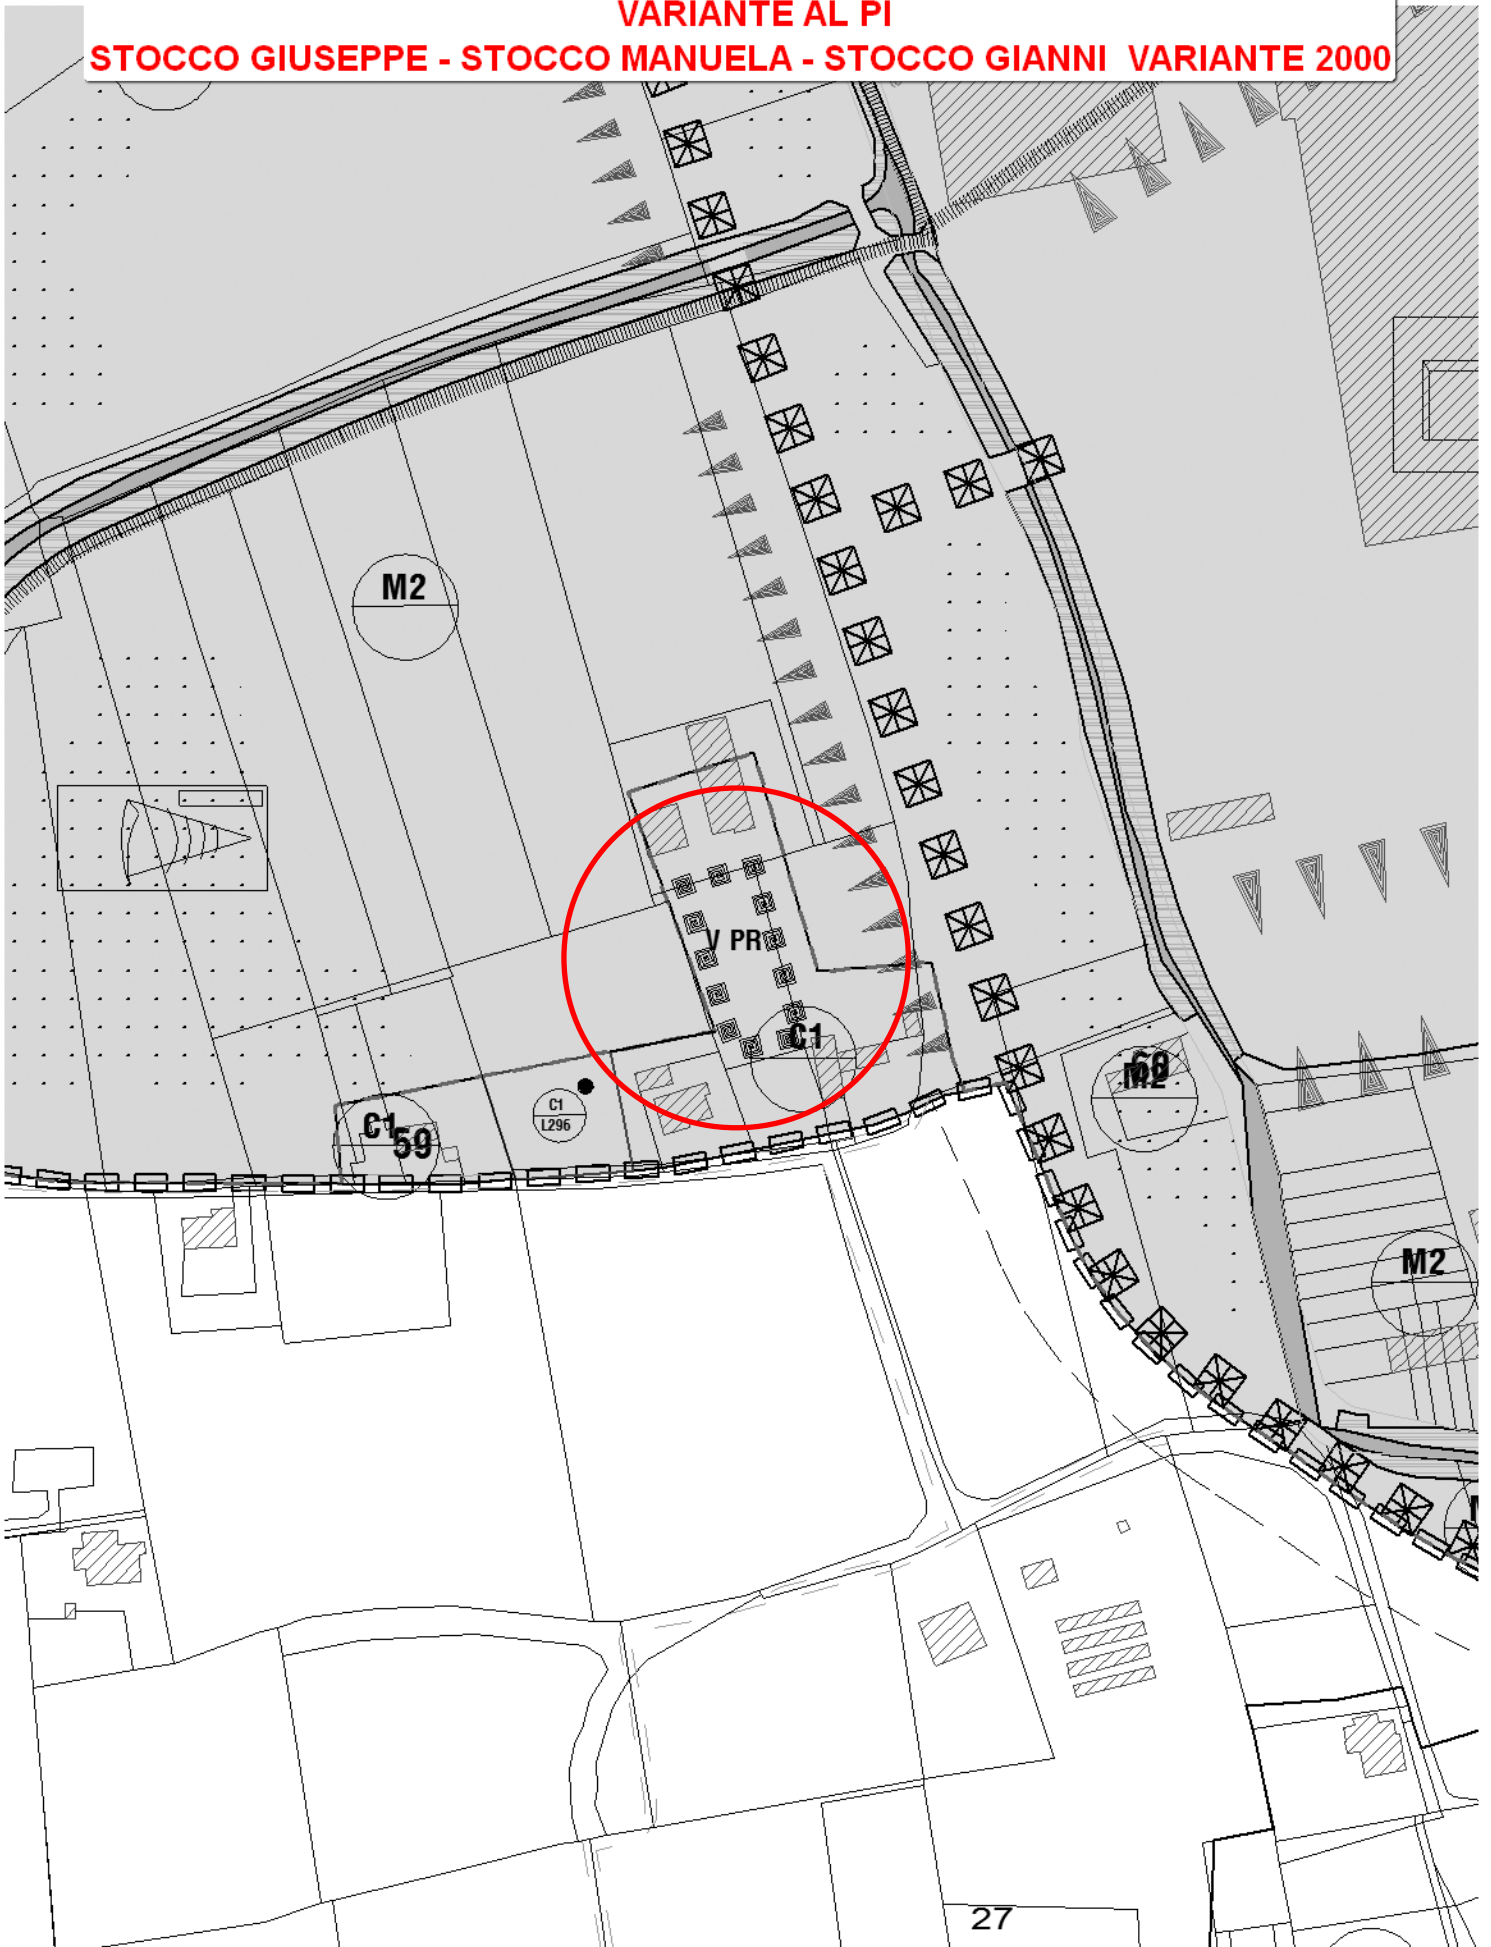 VARIANTE AL PI
STOCCO GIUSEPPE - STOCCO MANUELA - STOCCO GIANNI VARIANTE 2000
M2
V PR
C1
60
M2
C1
L296
C1
59
M2
27